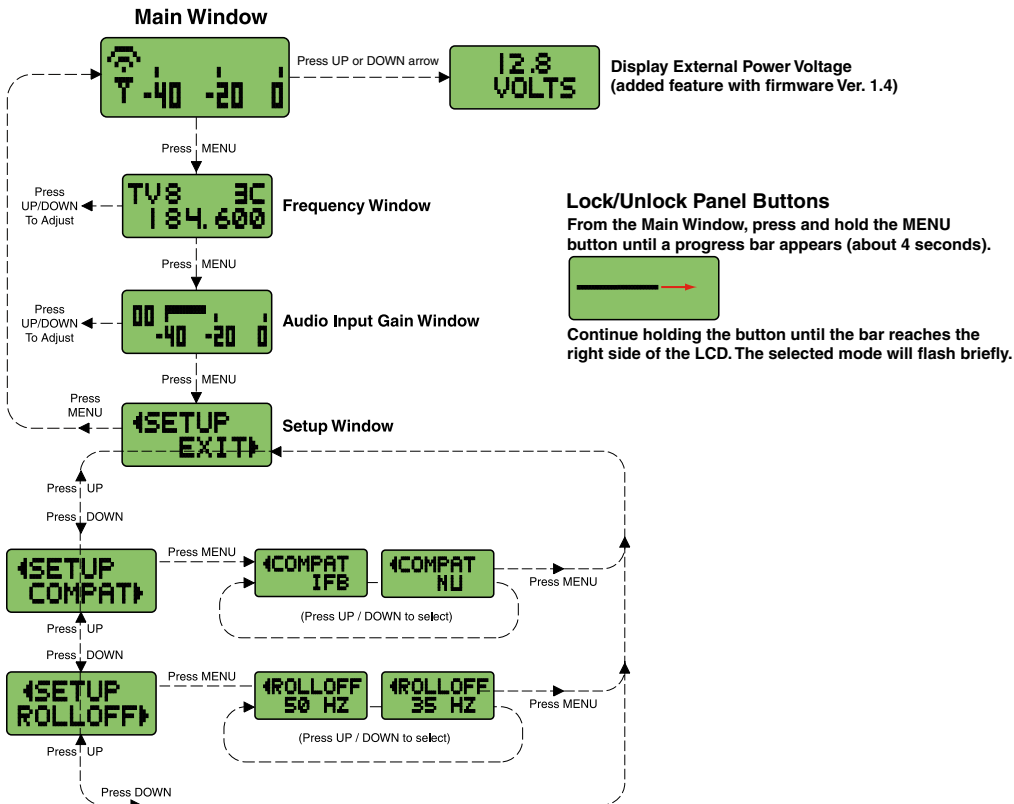 Main Window
-40 -20 0
Press UP or DOWN arrow
12.8
VOLTS
Display External Power Voltage
(added feature with firmware Ver. 1.4)
Press MENU
Press
UP/DOWN
To Adjust
TV8 3C
184.600
Frequency Window
Lock/Unlock Panel Buttons
From the Main Window, press and hold the MENU
button until a progress bar appears (about 4 seconds).
Continue holding the button until the bar reaches the
right side of the LCD. The selected mode will flash briefly.
Press MENU
Press
UP/DOWN
To Adjust
00
-40 -20 0
Audio Input Gain Window
Press MENU
Press
MENU
SETUP
EXIT
Setup Window
Press UP
Press DOWN
SETUP
COMPAT
Press MENU
COMPAT
IFB
COMPAT
NU
Press MENU
(Press UP / DOWN to select)
Press UP
Press DOWN
SETUP
ROLLOFF
Press MENU
ROLLOFF
50 HZ
ROLLOFF
35 HZ
Press MENU
(Press UP / DOWN to select)
Press UP
Press DOWN